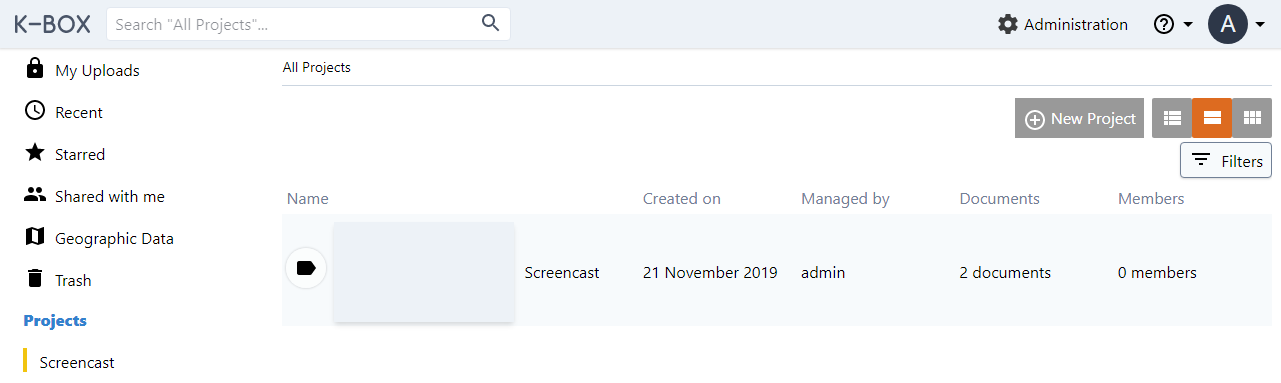 K-BOX
Search "All Projects"...
Administration
A
My Uploads
Recent
Starred
Shared with me
Geographic Data
Trash
Projects
Screencast
All Projects
New Project
Filters
Name Created on Managed by Documents Members
Screencast 21 November 2019 admin 2 documents 0 members